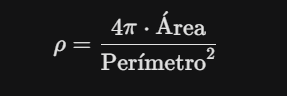 ρ = 4π · Área / Perímetro²